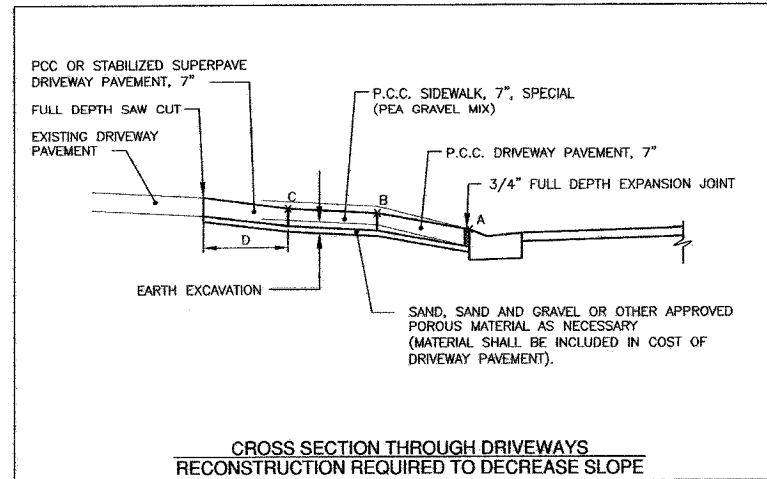 PCC OR STABILIZED SUPERPAVE
DRIVEWAY PAVEMENT, 7"
FULL DEPTH SAW CUT
EXISTING DRIVEWAY
PAVEMENT
P.C.C. SIDEWALK, 7", SPECIAL
(PEA GRAVEL MIX)
P.C.C. DRIVEWAY PAVEMENT, 7"
3/4" FULL DEPTH EXPANSION JOINT
C
B
A
D
EARTH EXCAVATION
SAND, SAND AND GRAVEL OR OTHER APPROVED
POROUS MATERIAL AS NECESSARY
(MATERIAL SHALL BE INCLUDED IN COST OF
DRIVEWAY PAVEMENT).
CROSS SECTION THROUGH DRIVEWAYS
RECONSTRUCTION REQUIRED TO DECREASE SLOPE